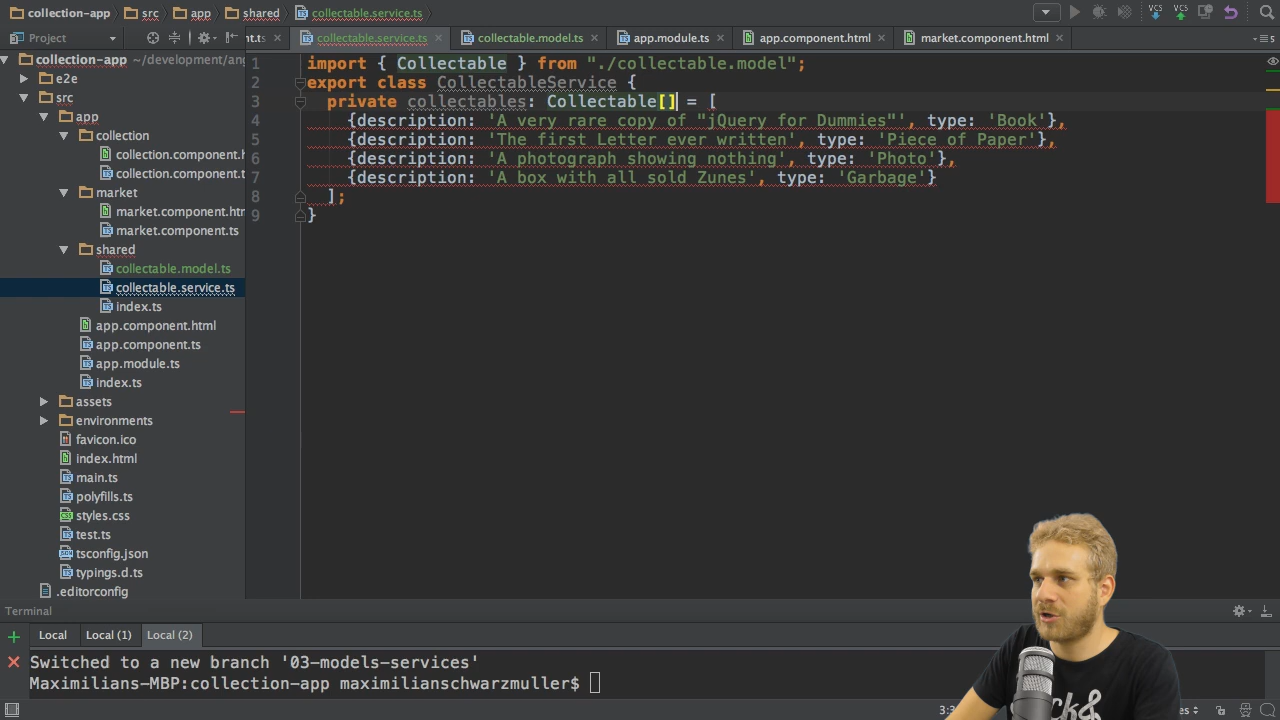 collection-app src app shared collectable.service.ts
Project
nt.ts collectable.service.ts collectable.model.ts app.module.ts app.component.html market.component.html
VCS VCS
collection-app ~/development/ang
e2e
src
app
collection
collection.component.h
collection.component.t
market
market.component.htm
market.component.ts
shared
collectable.model.ts
collectable.service.ts
index.ts
app.component.html
app.component.ts
app.module.ts
index.ts
assets
environments
favicon.ico
index.html
main.ts
polyfills.ts
styles.css
test.ts
tsconfig.json
typings.d.ts
.editorconfig
1 import { Collectable } from "./collectable.model";
2 export class CollectableService {
3 private collectables: Collectable[] = [
4 {description: 'A very rare copy of "jQuery for Dummies"', type: 'Book'},
5 {description: 'The first Letter ever written', type: 'Piece of Paper'},
6 {description: 'A photograph showing nothing', type: 'Photo'},
7 {description: 'A box with all sold Zunes', type: 'Garbage'}
8 ];
9 }
Terminal
Local Local (1) Local (2)
Switched to a new branch '03-models-services'
Maximilians-MBP:collection-app maximilianschwarzmuller$